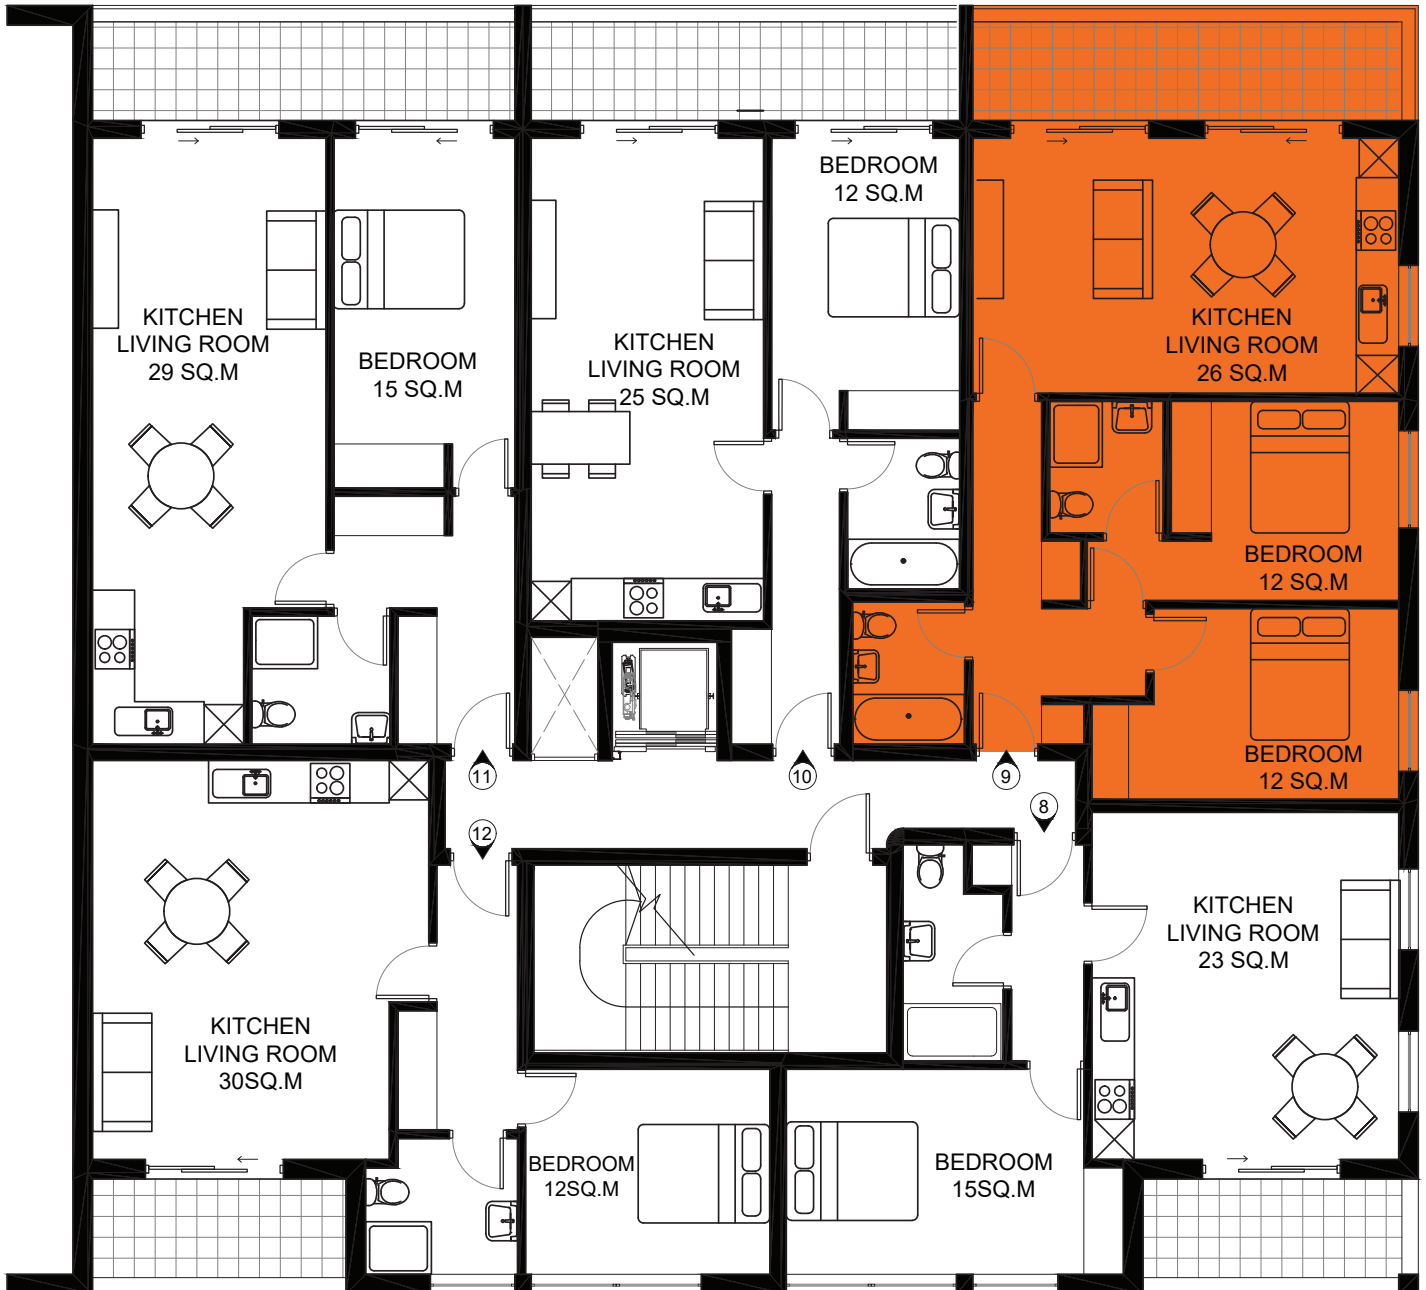 BEDROOM
12 SQ.M
KITCHEN
LIVING ROOM
29 SQ.M
BEDROOM
15 SQ.M
KITCHEN
LIVING ROOM
25 SQ.M
KITCHEN
LIVING ROOM
26 SQ.M
BEDROOM
12 SQ.M
BEDROOM
12 SQ.M
11
10
9
8
12
KITCHEN
LIVING ROOM
23 SQ.M
KITCHEN
LIVING ROOM
30SQ.M
BEDROOM
12SQ.M
BEDROOM
15SQ.M